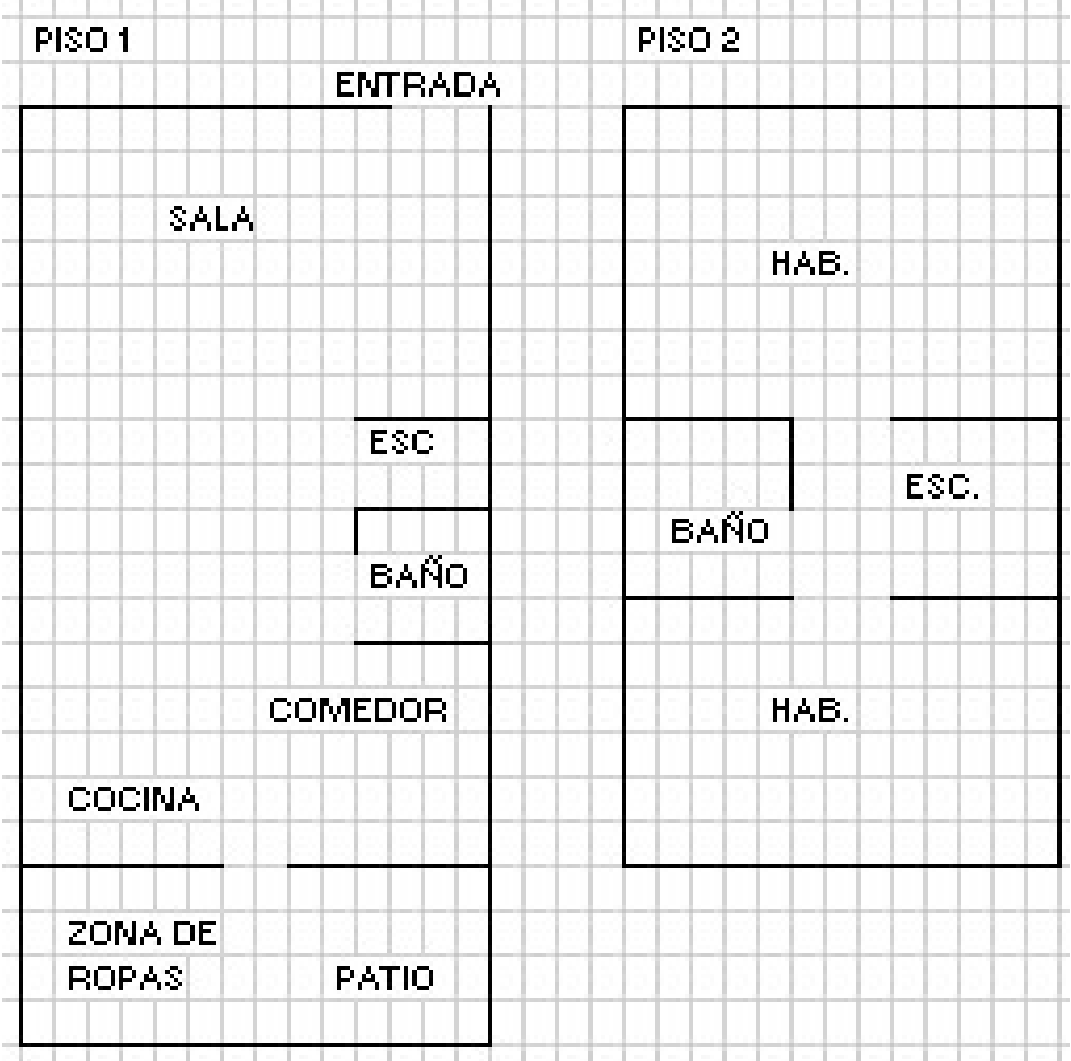 PISO 1
ENTRADA
SALA
ESC
BAÑO
COMEDOR
COCINA
ZONA DE
ROPAS
PATIO
PISO 2
HAB.
ESC.
BAÑO
HAB.